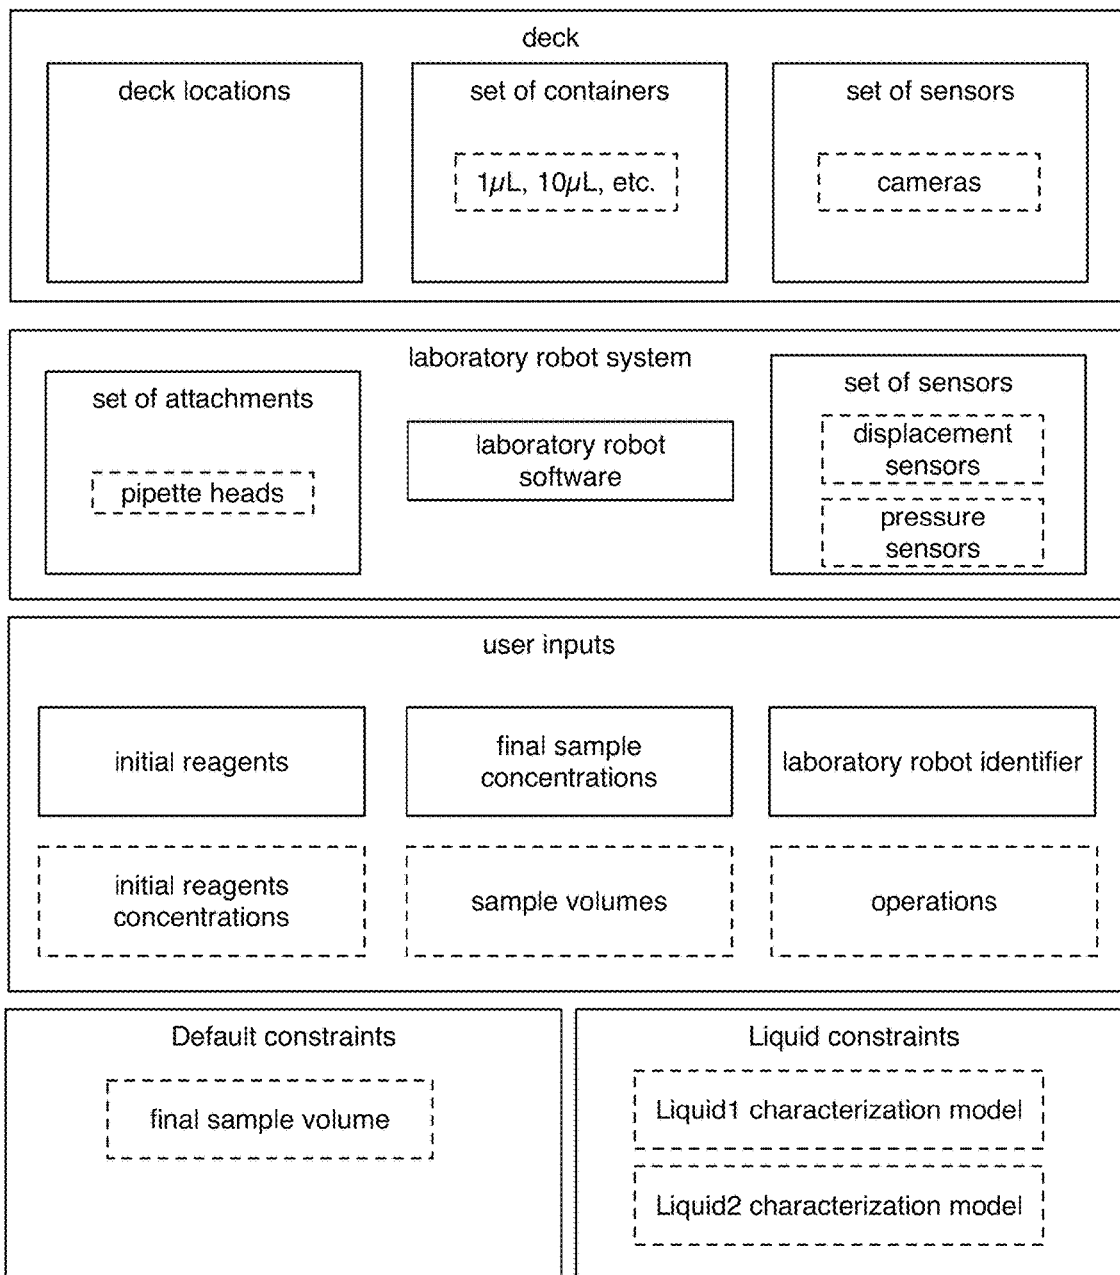 deck
deck locations
set of containers
1µL, 10µL, etc.
set of sensors
cameras
laboratory robot system
set of attachments
pipette heads
laboratory robot
software
set of sensors
displacement
sensors
pressure
sensors
user inputs
initial reagents
final sample
concentrations
laboratory robot identifier
initial reagents
concentrations
sample volumes
operations
Default constraints
final sample volume
Liquid constraints
Liquid1 characterization model
Liquid2 characterization model